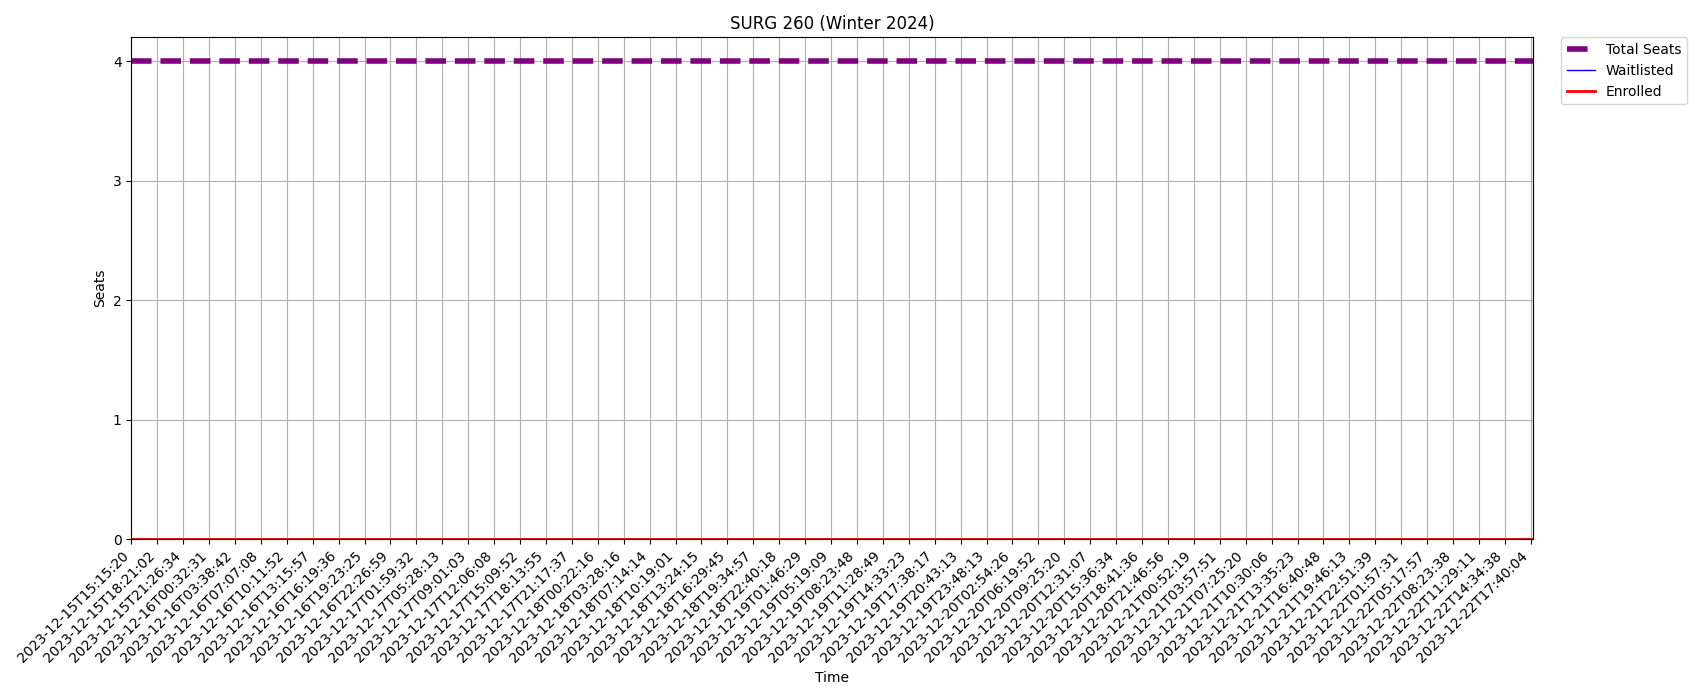 SURG 260 (Winter 2024)
Total Seats
Waitlisted
Enrolled
Seats
4
3
2
1
0
2023-12-15T15:15:20
2023-12-15T18:21:02
2023-12-15T21:26:34
2023-12-16T00:32:31
2023-12-16T03:38:42
2023-12-16T07:07:08
2023-12-16T10:11:52
2023-12-16T13:15:57
2023-12-16T16:19:36
2023-12-16T19:23:25
2023-12-16T22:26:59
2023-12-17T01:59:32
2023-12-17T05:28:13
2023-12-17T09:01:03
2023-12-17T12:06:08
2023-12-17T15:09:52
2023-12-17T18:13:55
2023-12-17T21:17:37
2023-12-18T00:22:16
2023-12-18T03:28:16
2023-12-18T07:14:14
2023-12-18T10:19:01
2023-12-18T13:24:15
2023-12-18T16:29:45
2023-12-18T19:34:57
2023-12-18T22:40:18
2023-12-19T01:46:29
2023-12-19T05:19:09
2023-12-19T08:23:48
2023-12-19T11:28:49
2023-12-19T14:33:23
2023-12-19T17:38:17
2023-12-19T20:43:13
2023-12-19T23:48:13
2023-12-20T02:54:26
2023-12-20T06:19:52
2023-12-20T09:25:20
2023-12-20T12:31:07
2023-12-20T15:36:34
2023-12-20T18:41:36
2023-12-20T21:46:56
2023-12-21T00:52:19
2023-12-21T03:57:51
2023-12-21T07:25:20
2023-12-21T10:30:06
2023-12-21T13:35:23
2023-12-21T16:40:48
2023-12-21T19:46:13
2023-12-21T22:51:39
2023-12-22T01:57:31
2023-12-22T05:17:57
2023-12-22T08:23:38
2023-12-22T11:29:11
2023-12-22T14:34:38
2023-12-22T17:40:04
Time